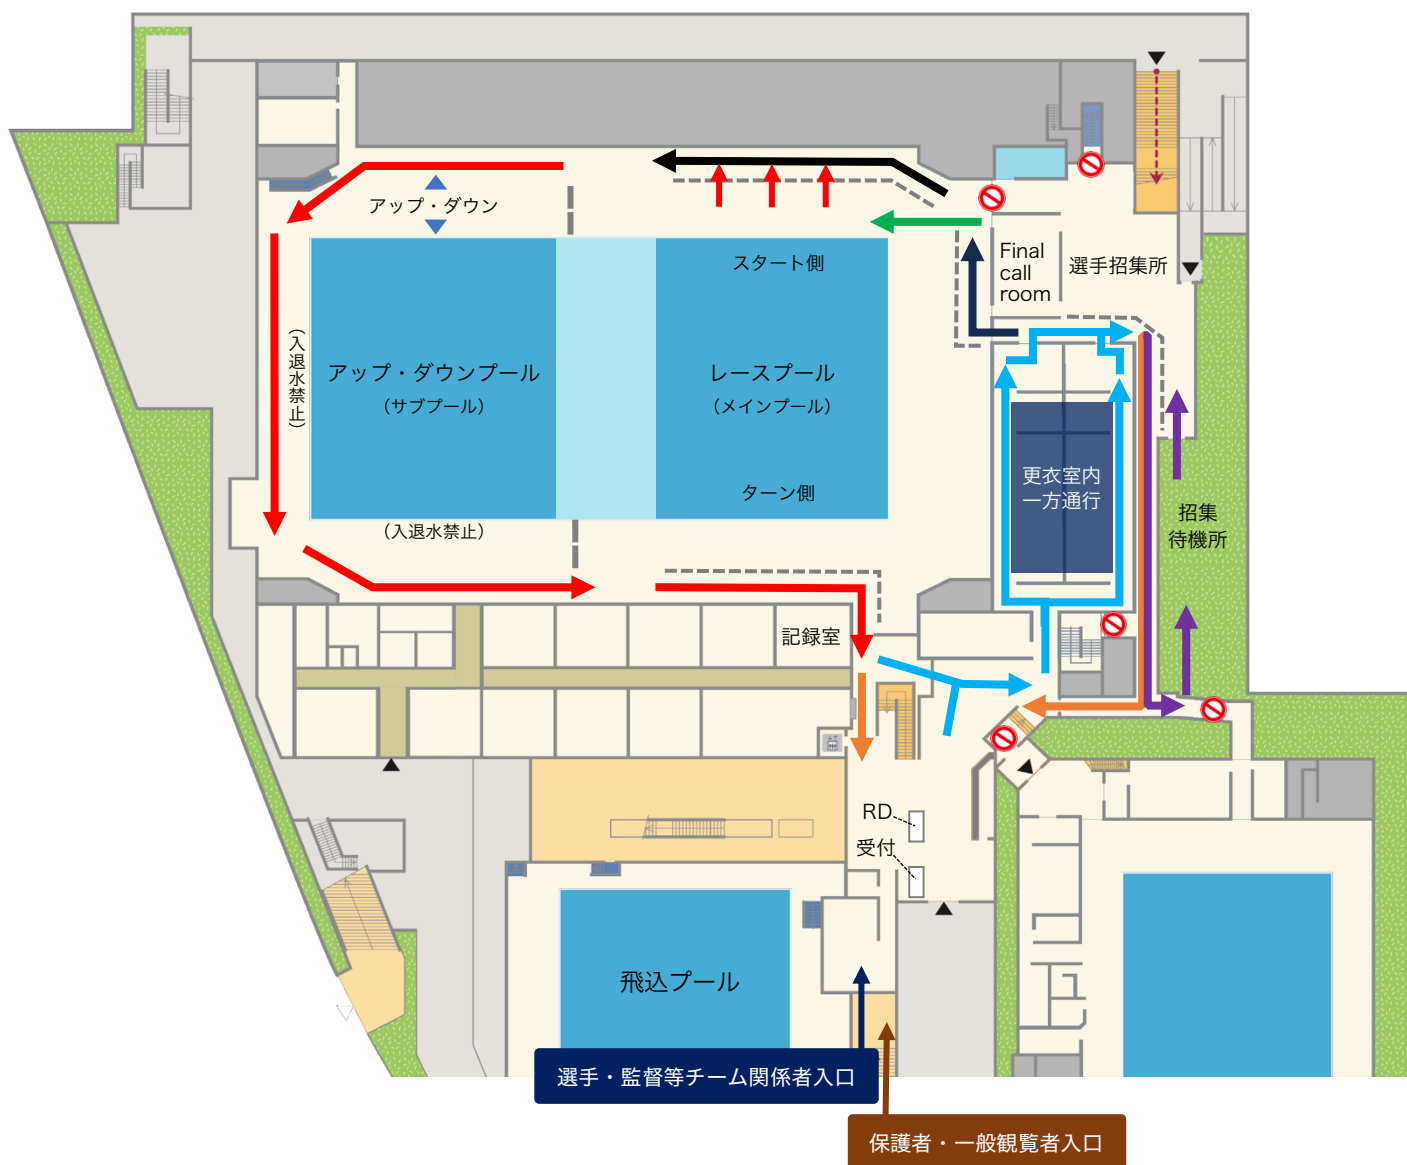 アップ・ダウン
スタート側
Final
call
room
選手招集所
（入退水禁止）
アップ・ダウンプール
（サブプール）
レースプール
（メインプール）
ターン側
（入退水禁止）
更衣室内
一方通行
招集
待機所
記録室
RD
受付
飛込プール
選手・監督等チーム関係者入口
保護者・一般観覧者入口